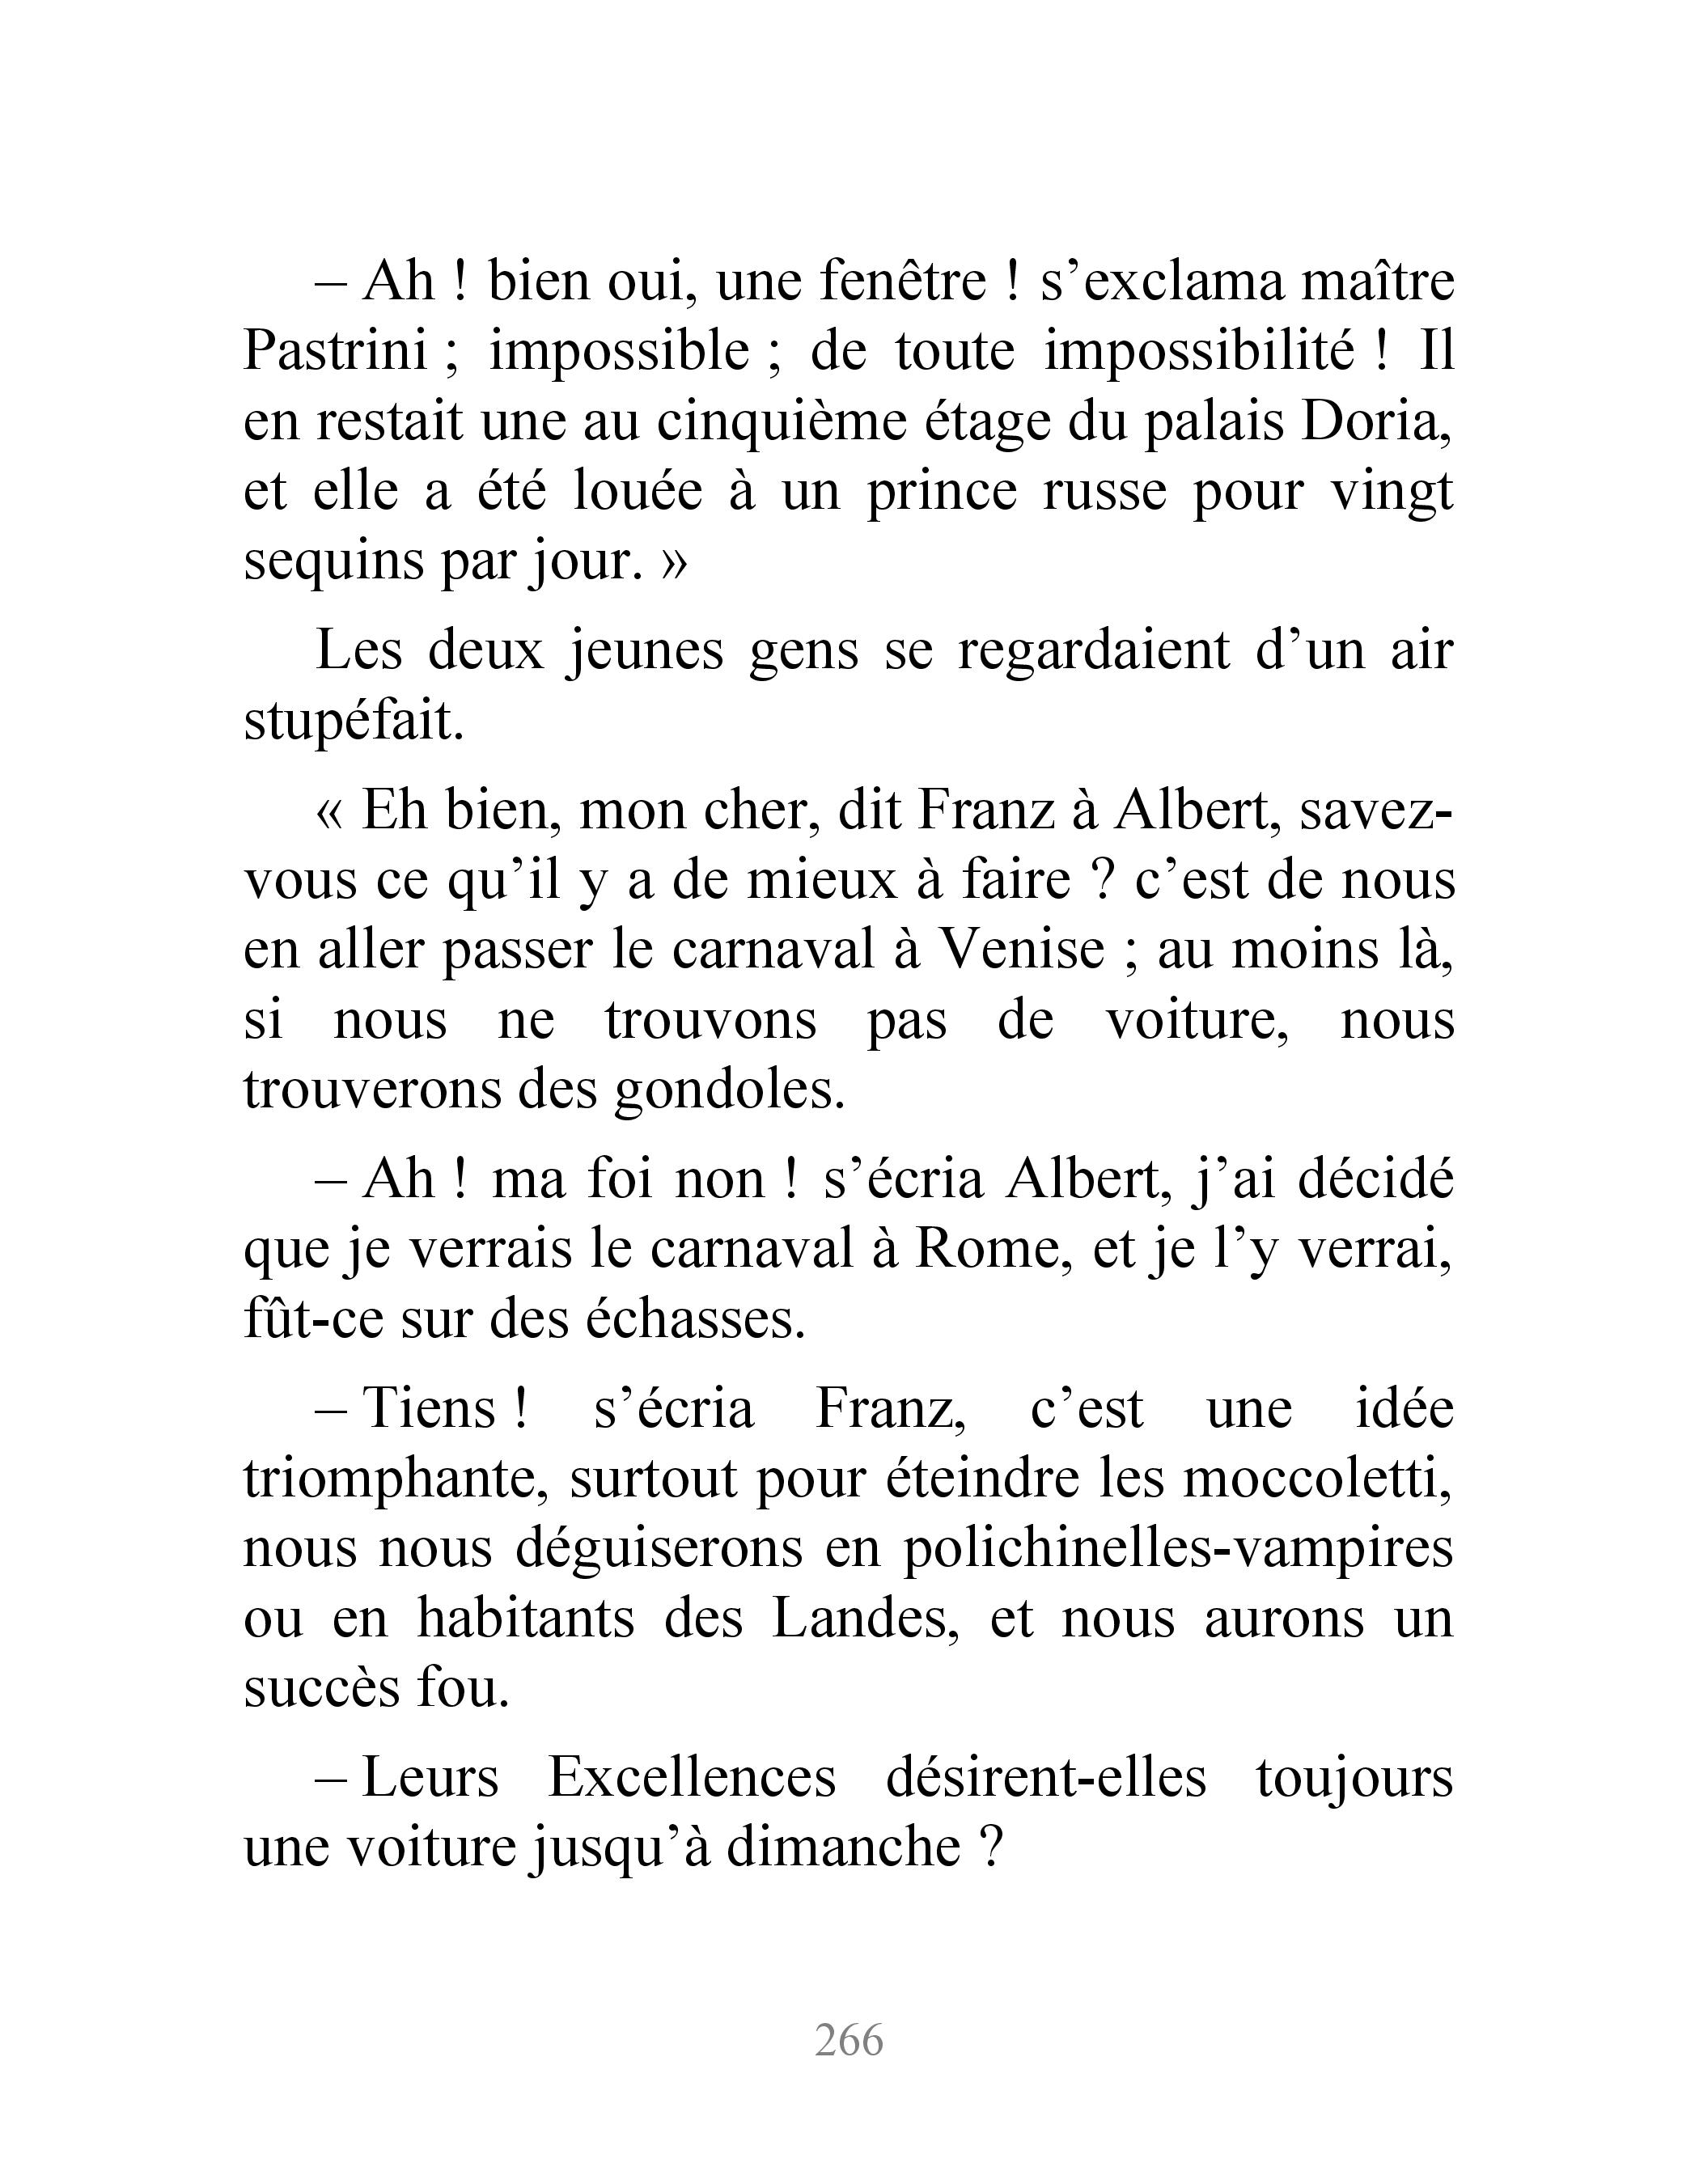 – Ah ! bien oui, une fenêtre ! s’exclama maître
Pastrini ; impossible ; de toute impossibilité ! Il
en restait une au cinquième étage du palais Doria,
et elle a été louée à un prince russe pour vingt
sequins par jour. »
Les deux jeunes gens se regardaient d’un air
stupéfait.
« Eh bien, mon cher, dit Franz à Albert, savez-
vous ce qu’il y a de mieux à faire ? c’est de nous
en aller passer le carnaval à Venise ; au moins là,
si nous ne trouvons pas de voiture, nous
trouverons des gondoles.
– Ah ! ma foi non ! s’écria Albert, j’ai décidé
que je verrais le carnaval à Rome, et je l’y verrai,
fût-ce sur des échasses.
– Tiens ! s’écria Franz, c’est une idée
triomphante, surtout pour éteindre les moccoletti,
nous nous déguiserons en polichinelles-vampires
ou en habitants des Landes, et nous aurons un
succès fou.
– Leurs Excellences désirent-elles toujours
une voiture jusqu’à dimanche ?
266